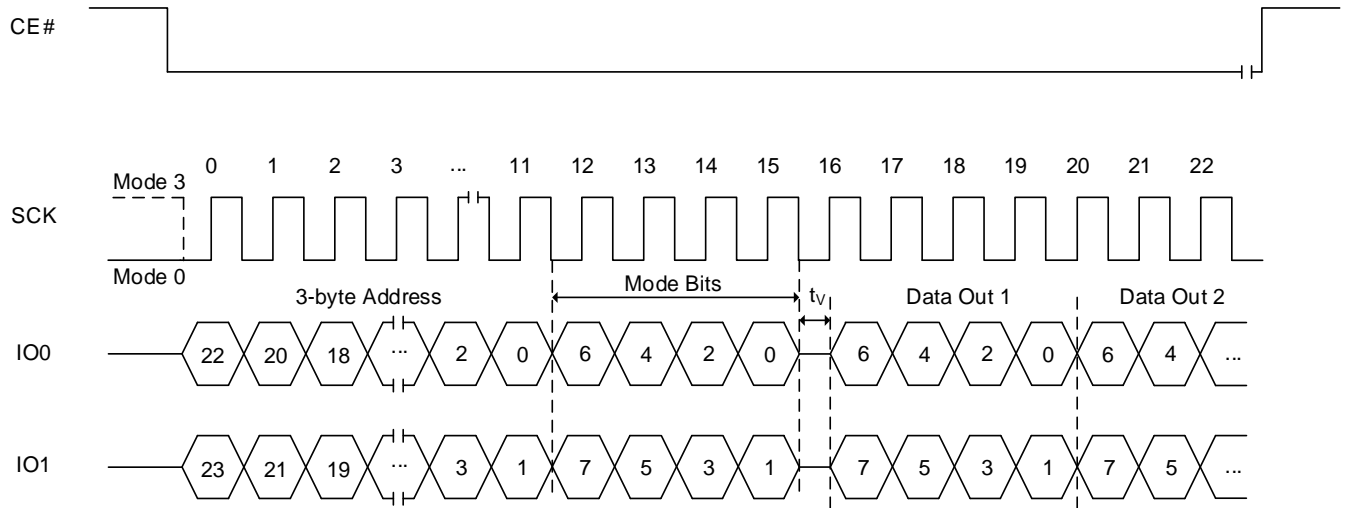 CE#
0 1 2 3 ... 11 12 13 14 15 16 17 18 19 20 21 22
Mode 3
SCK
Mode 0
3-byte Address Mode Bits tV Data Out 1 Data Out 2
IO0 22 20 18 ... 2 0 6 4 2 0 6 4 2 0 6 4 ...
IO1 23 21 19 ... 3 1 7 5 3 1 7 5 3 1 7 5 ...